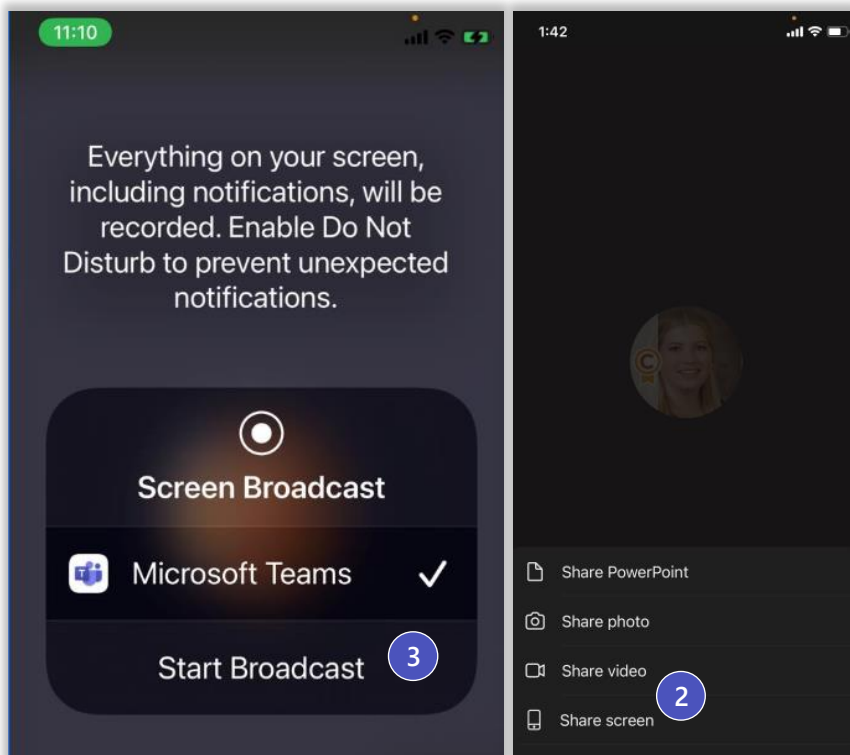 11:10
Everything on your screen,
including notifications, will be
recorded. Enable Do Not
Disturb to prevent unexpected
notifications.
Screen Broadcast
Microsoft Teams
Start Broadcast
3
1:42
C
Share PowerPoint
Share photo
Share video
2
Share screen